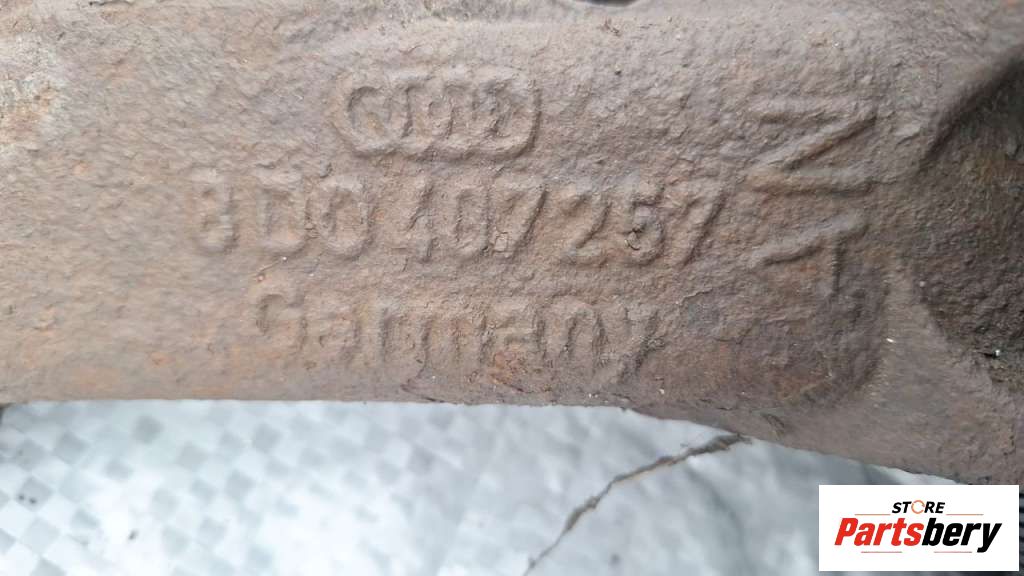 8D0 407 257
Germany
STORE
Partsbery